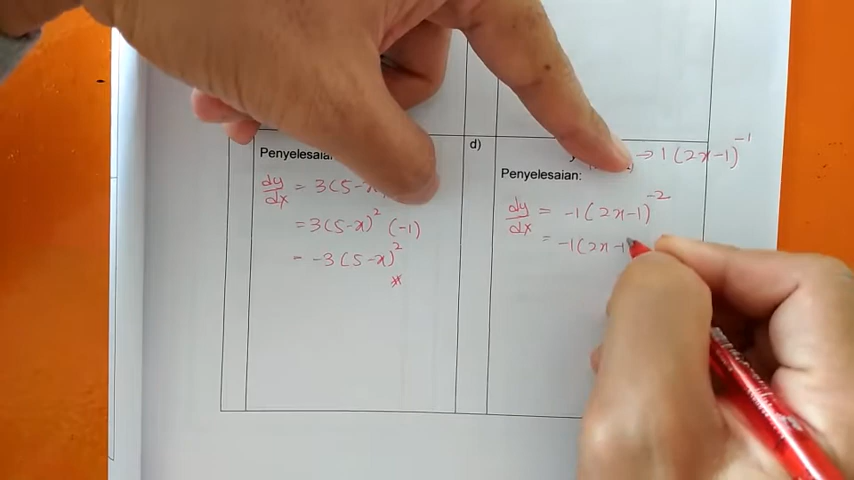 Penyelesaian:
dy/dx = 3(5-x
= 3(5-x)² (-1)
= -3(5-x)²
d)
y → 1(2x-1)⁻¹
Penyelesaian:
dy/dx = -1(2x-1)⁻²
= -1(2x-1